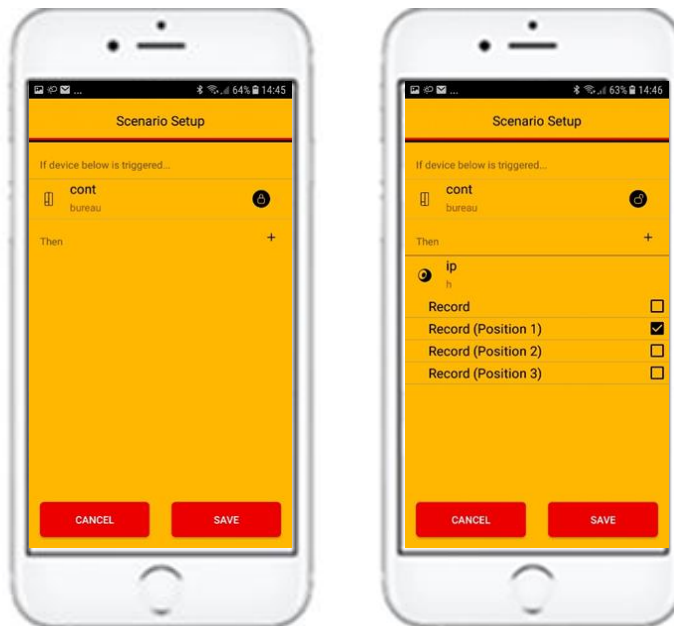 ... 64% 14:45
Scenario Setup
If device below is triggered...
cont
bureau
Then +
CANCEL SAVE
... 63% 14:46
Scenario Setup
If device below is triggered...
cont
bureau
Then +
ip
h
Record
Record (Position 1)
Record (Position 2)
Record (Position 3)
CANCEL SAVE